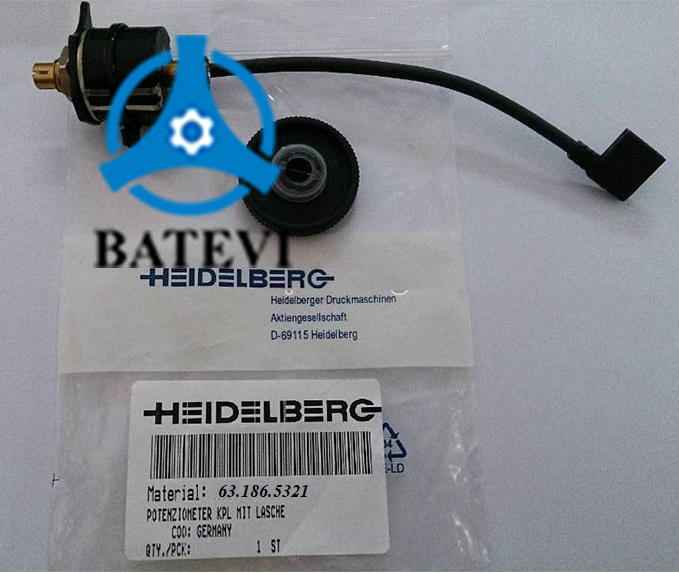 BATEVI
HEIDELBERG
Heidelberger Druckmaschinen
Aktiengesellschaft
D-69115 Heidelberg
HEIDELBERG
Material: 63.186.5321
POTENZIOMETER KPL MIT LASCHE
COO: GERMANY
QTY./PCK: 1 ST
-LD